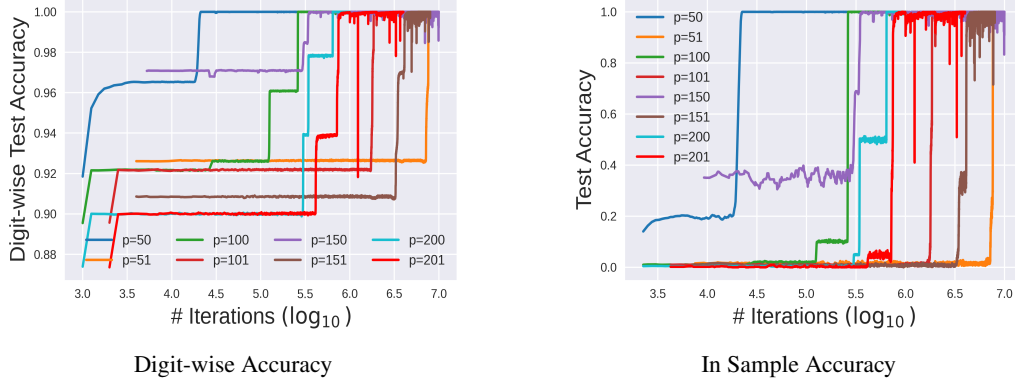 Digit-wise Test Accuracy
1.00
0.98
0.96
0.94
0.92
0.90
0.88
p=50 p=100 p=150 p=200
p=51 p=101 p=151 p=201
3.0 3.5 4.0 4.5 5.0 5.5 6.0 6.5 7.0
# Iterations (log10)
Digit-wise Accuracy
Test Accuracy
1.0
0.8
0.6
0.4
0.2
0.0
p=50
p=51
p=100
p=101
p=150
p=151
p=200
p=201
3.5 4.0 4.5 5.0 5.5 6.0 6.5 7.0
# Iterations (log10)
In Sample Accuracy